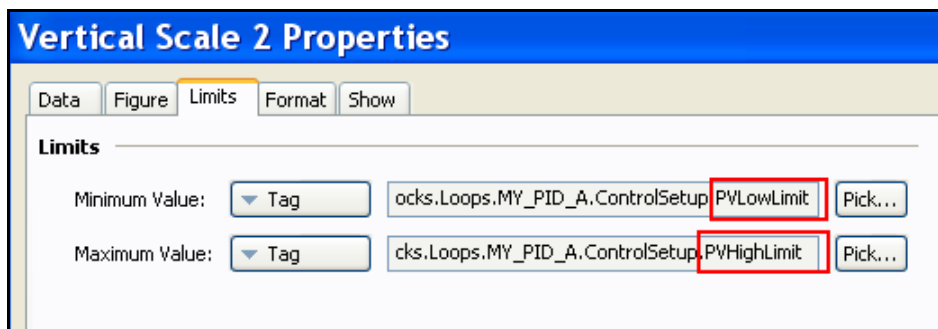 Vertical Scale 2 Properties
Data Figure Limits Format Show
Limits
Minimum Value: Tag ocks.Loops.MY_PID_A.ControlSetup.PVLowLimit Pick...
Maximum Value: Tag cks.Loops.MY_PID_A.ControlSetup.PVHighLimit Pick...